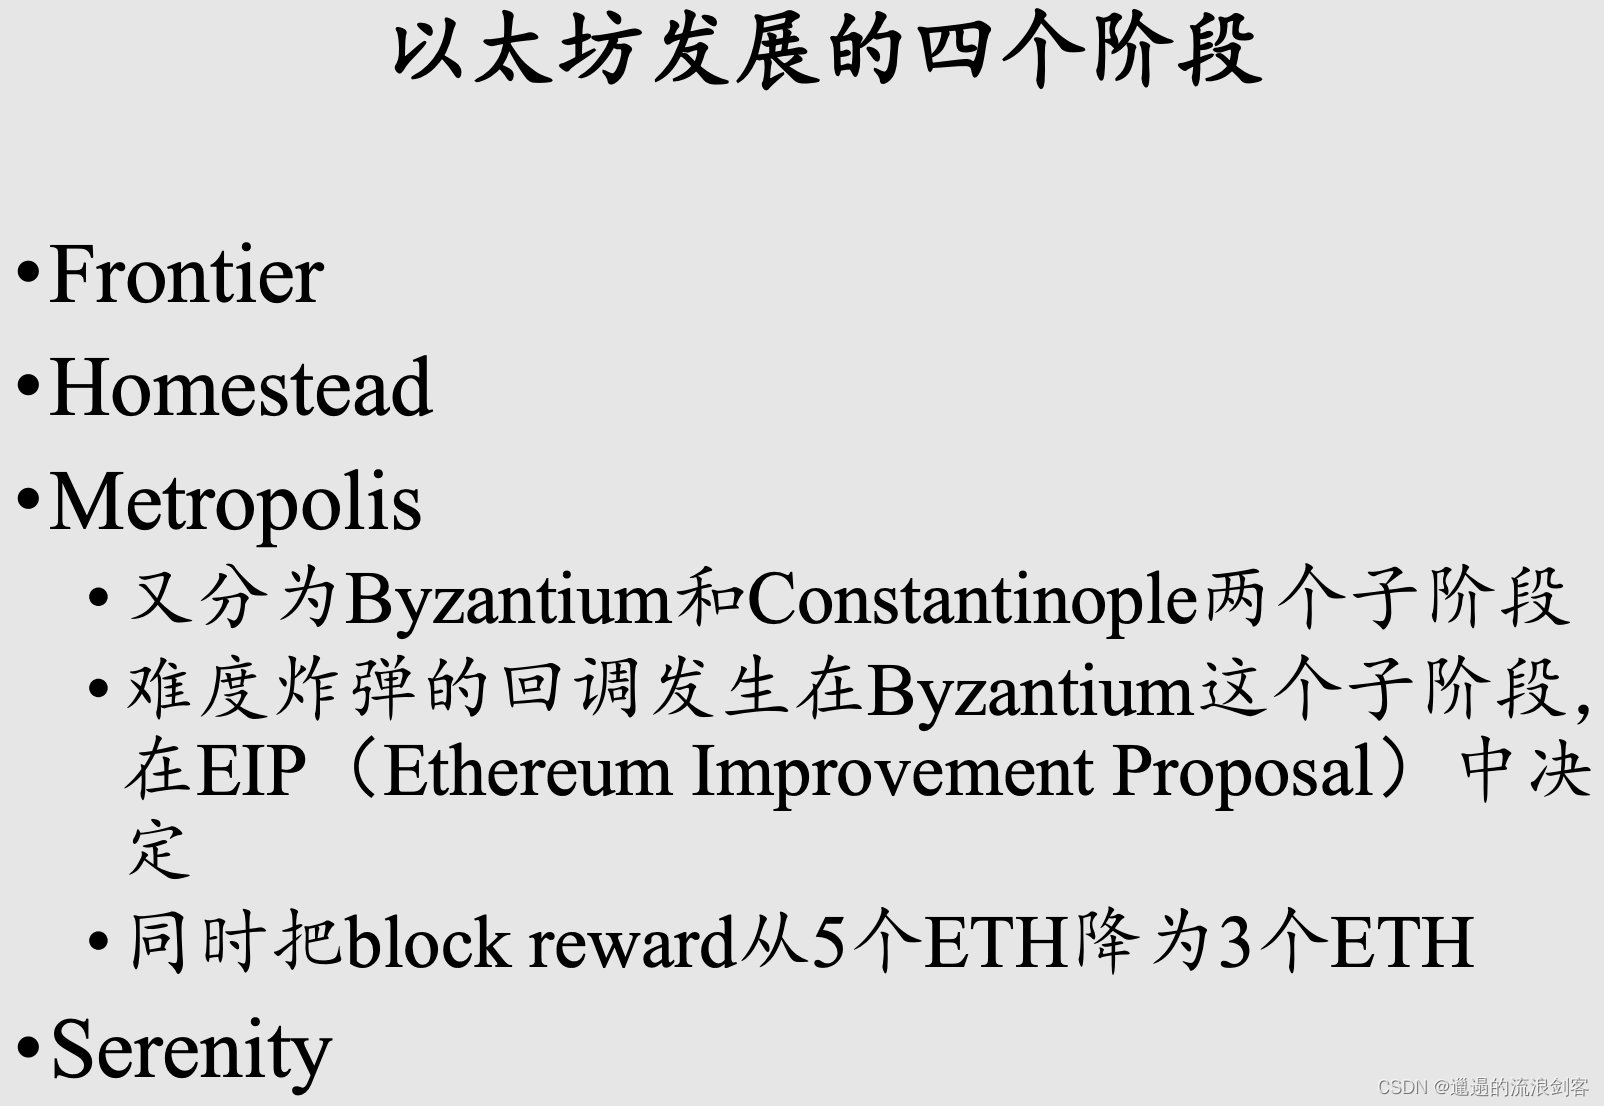 以太坊发展的四个阶段
•Frontier
•Homestead
•Metropolis
•又分为Byzantium和Constantinople两个子阶段
•难度炸弹的回调发生在Byzantium这个子阶段，
在EIP（Ethereum Improvement Proposal）中决
定
•同时把block reward从5个ETH降为3个ETH
•Serenity
CSDN @邋遢的流浪剑客